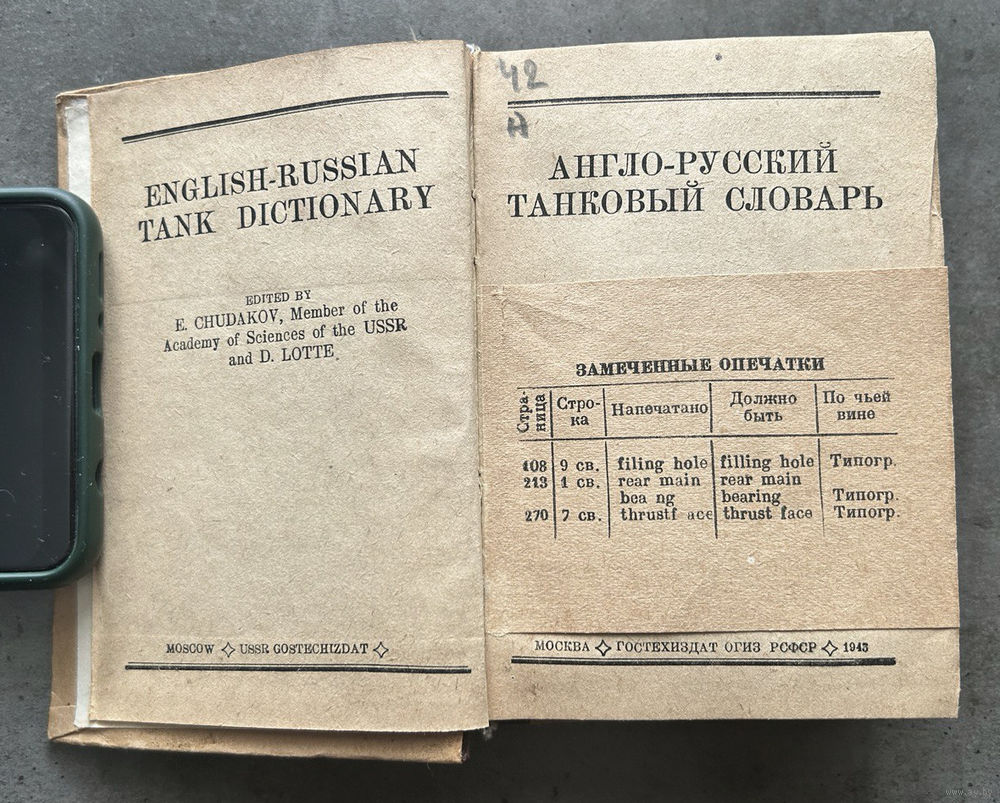 ENGLISH-RUSSIAN
TANK DICTIONARY
EDITED BY
E. CHUDAKOV, Member of the
Academy of Sciences of the USSR
and D. LOTTE.
MOSCOW ✧ USSR GOSTECHIZDAT ✧
42
А
АНГЛО-РУССКИЙ
ТАНКОВЫЙ СЛОВАРЬ
ЗАМЕЧЕННЫЕ ОПЕЧАТКИ
Стра-
ница
Стро-
ка
Напечатано
Должно
быть
По чьей
вине
108 9 св. filing hole filling hole Типогр.
213 1 св. rear main rear main
bea ng bearing Типогр.
270 7 св. thrustf ace thrust face Типогр.
МОСКВА ✧ ГОСТЕХИЗДАТ ОГИЗ РСФСР ✧ 1943
www.ay.by